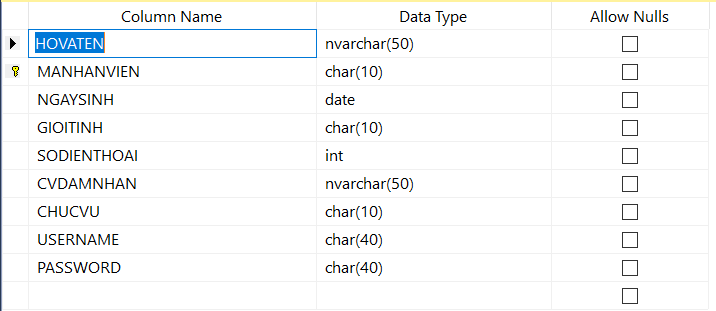 Column Name Data Type Allow Nulls
HOVATEN nvarchar(50)
MANHANVIEN char(10)
NGAYSINH date
GIOITINH char(10)
SODIENTHOAI int
CVDAMNHAN nvarchar(50)
CHUCVU char(10)
USERNAME char(40)
PASSWORD char(40)